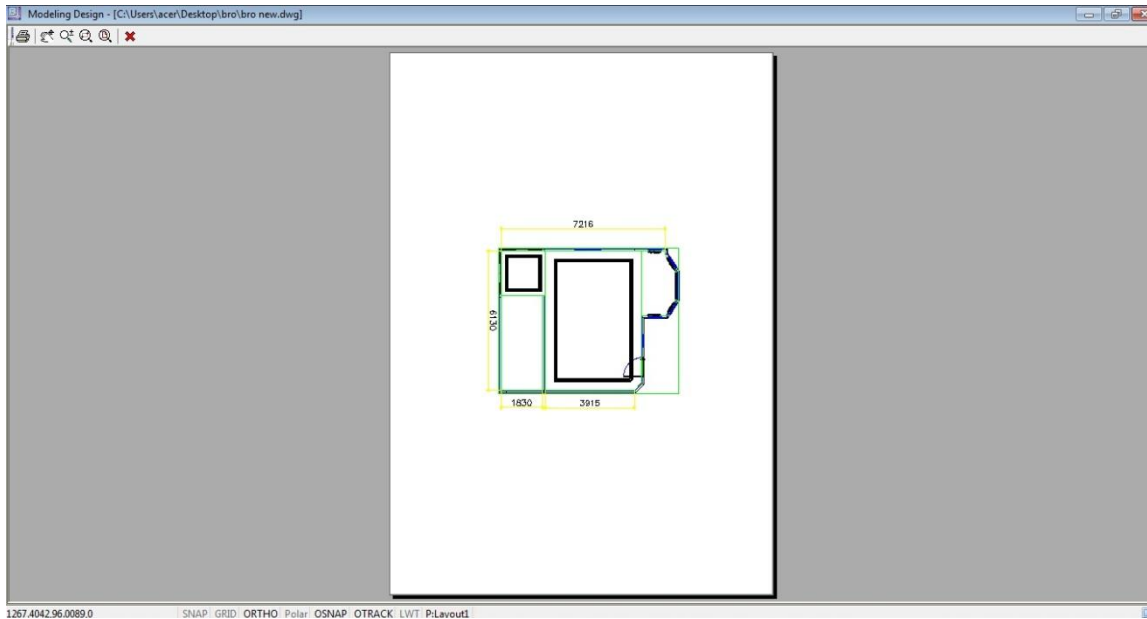 Modeling Design - [C:\Users\acer\Desktop\bro\bro new.dwg]
7216
6130
1830 3915
1267.4042,96.0089,0 SNAP GRID ORTHO Polar OSNAP OTRACK LWT P:Layout1